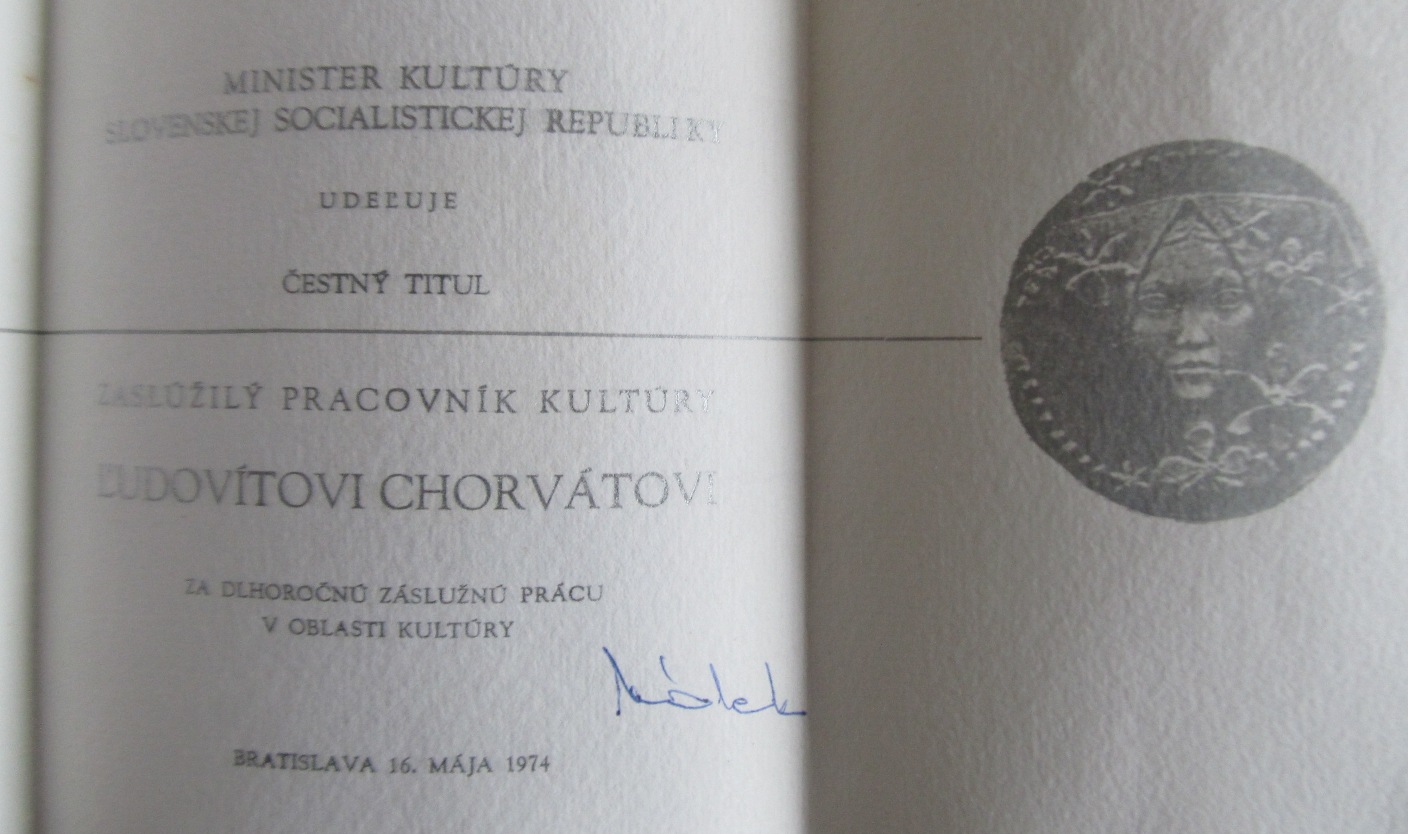 MINISTER KULTÚRY
SLOVENSKEJ SOCIALISTICKEJ REPUBLIKY
UDEĽUJE
ČESTNÝ TITUL
ZASLÚŽILÝ PRACOVNÍK KULTÚRY
ĽUDOVÍTOVI CHORVÁTOVI
ZA DLHOROČNÚ ZÁSLUŽNÚ PRÁCU
V OBLASTI KULTÚRY
BRATISLAVA 16. MÁJA 1974